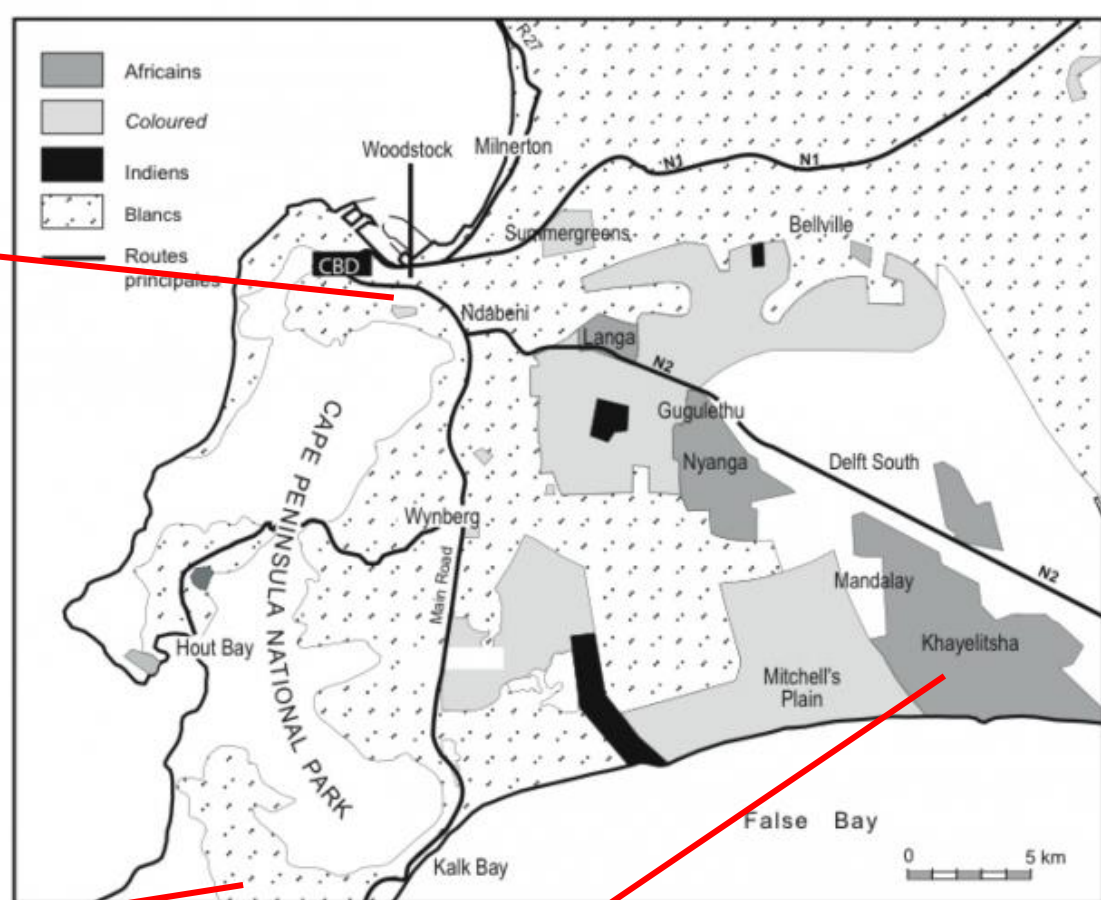 Africains
Coloured
Indiens
Blancs
Routes
principales
R27
Woodstock
Milnerton
N1
N1
Summergreens
Bellville
CBD
Ndabeni
Langa
N2
Gugulethu
Nyanga
Delft South
CAPE PENINSULA NATIONAL PARK
Wynberg
Main Road
Mandalay
N2
Hout Bay
Khayelitsha
Mitchell's
Plain
False Bay
Kalk Bay
0 5 km